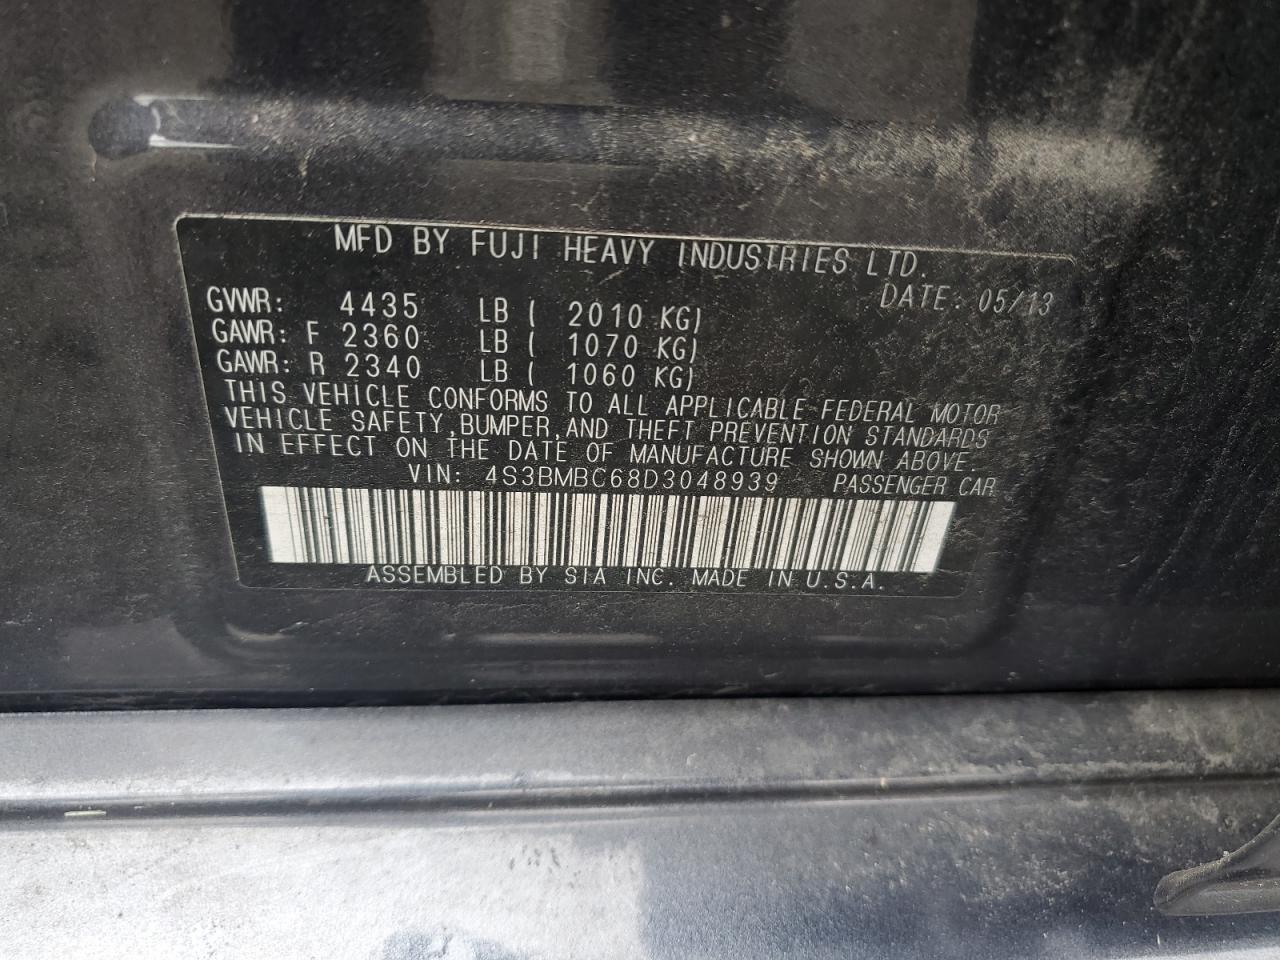 MFD BY FUJI HEAVY INDUSTRIES LTD.
DATE: 05/13
GVWR: 4435 LB ( 2010 KG)
GAWR: F 2360 LB ( 1070 KG)
GAWR: R 2340 LB ( 1060 KG)
THIS VEHICLE CONFORMS TO ALL APPLICABLE FEDERAL MOTOR
VEHICLE SAFETY,BUMPER,AND THEFT PREVENTION STANDARDS
IN EFFECT ON THE DATE OF MANUFACTURE SHOWN ABOVE.
VIN: 4S3BMBC68D3048939 PASSENGER CAR
ASSEMBLED BY SIA INC. MADE IN U.S.A.